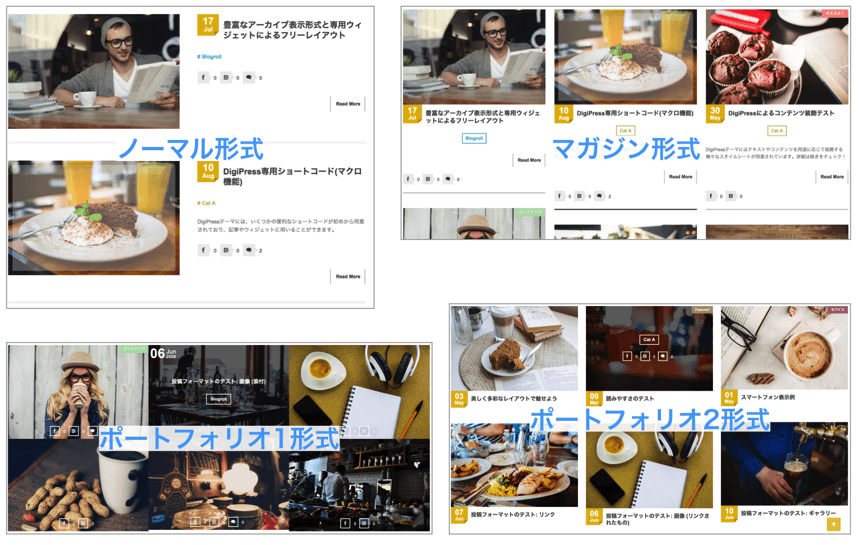 17
Jul
豊富なアーカイブ表示形式と専用ウィ
ジェットによるフリーレイアウト
# Blogroll
0
0
0
Read More
ノーマル形式
10
Aug
DigiPress専用ショートコード(マクロ
機能)
# Cat A
DigiPressテーマには、いくつかの便利なショートコードが初めから用意
されており、記事やウィジェットに用いることができます。
0
0
2
Read More
17
Jul
豊富なアーカイブ表示形式と専用ウィジェッ
トによるフリーレイアウト
Blogroll
Read More
0
0
0
10
Aug
DigiPress専用ショートコード(マクロ機能)
Cat A
Read More
0
0
2
30
May
DigiPressによるコンテンツ装飾テスト
Cat A
DigiPressテーマにはテキストやコンテンツを用途に応じて装飾する
様々なスタイルシートが用意されています。詳細は続きをチェック！
Read More
0
0
マガジン形式
06
Jun
2006
投稿フォーマットのテスト: 画像 (添付)
Blogroll
ポートフォリオ1形式
03
May
美しく多彩なレイアウトで魅せよう
Featured
Cat A
09
Mar
読みやすさのテスト
モバイル
01
May
スマートフォン表示例
ポートフォリオ2形式
07
Jun
投稿フォーマットのテスト: リンク
06
Jun
投稿フォーマットのテスト: 画像 (リンクさ
れたもの)
10
Jun
投稿フォーマットのテスト: ギャラリー